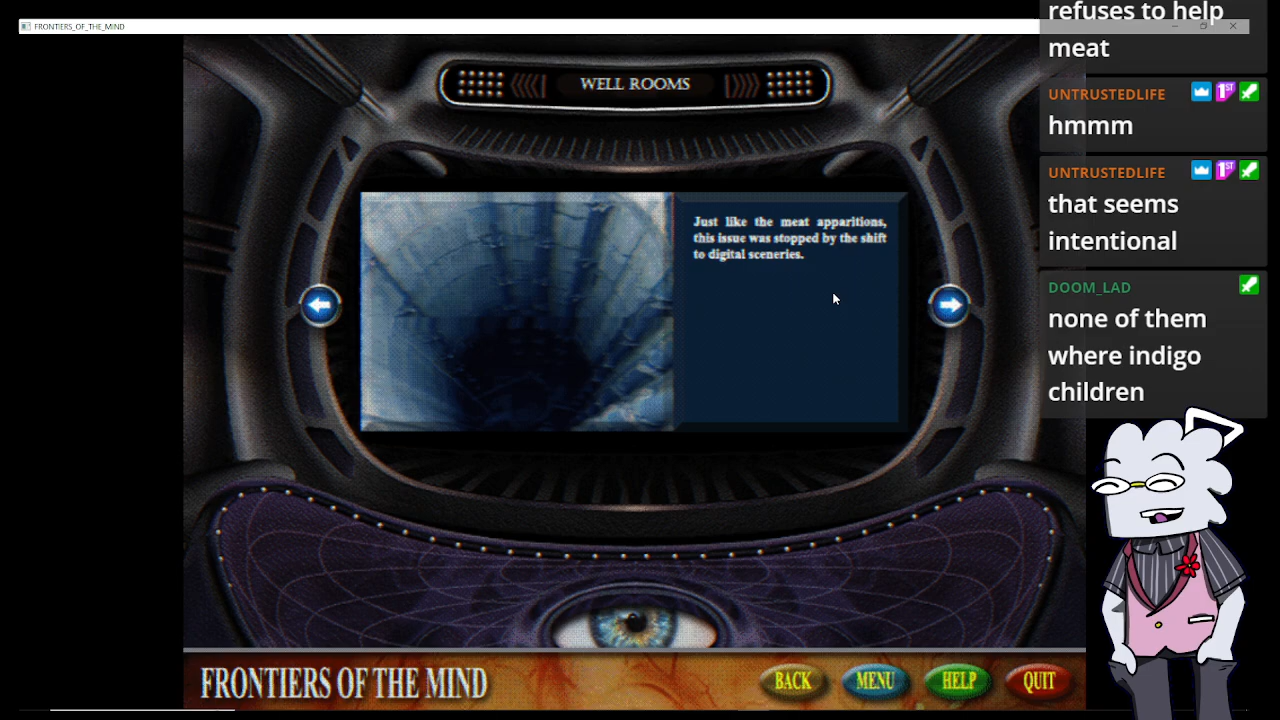 FRONTIERS_OF_THE_MIND
WELL ROOMS
Just like the meat apparitions,
this issue was stopped by the shift
to digital sceneries.
FRONTIERS OF THE MIND
BACK
MENU
HELP
QUIT
refuses to help
meat
UNTRUSTEDLIFE
1ST
hmmm
UNTRUSTEDLIFE
1ST
that seems
intentional
DOOM_LAD
none of them
where indigo
children